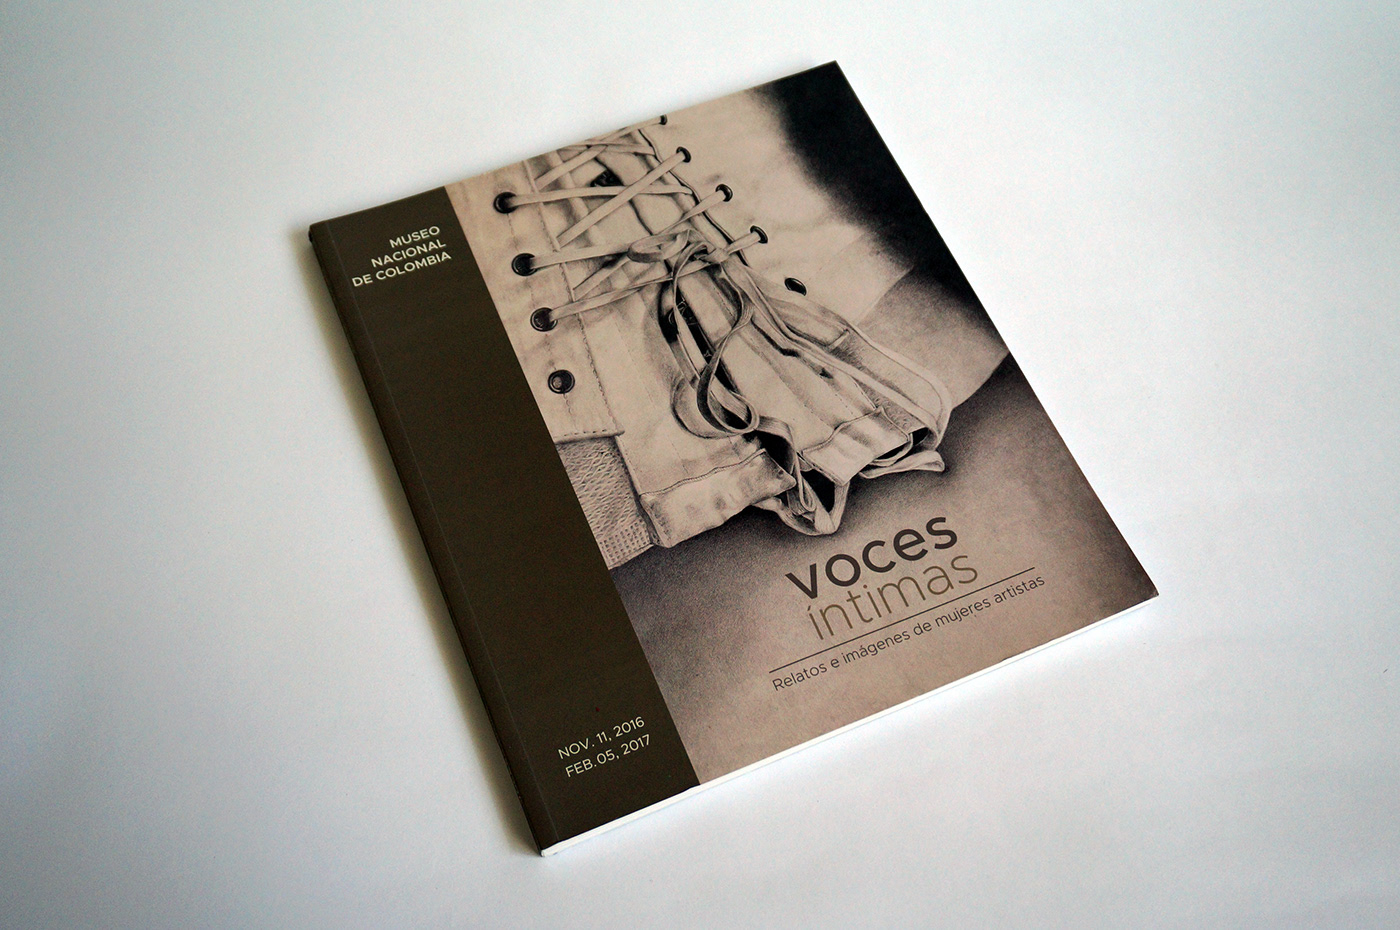 MUSEO
NACIONAL
DE COLOMBIA
voces
íntimas
Relatos e imágenes de mujeres artistas
NOV. 11, 2016
FEB. 05, 2017